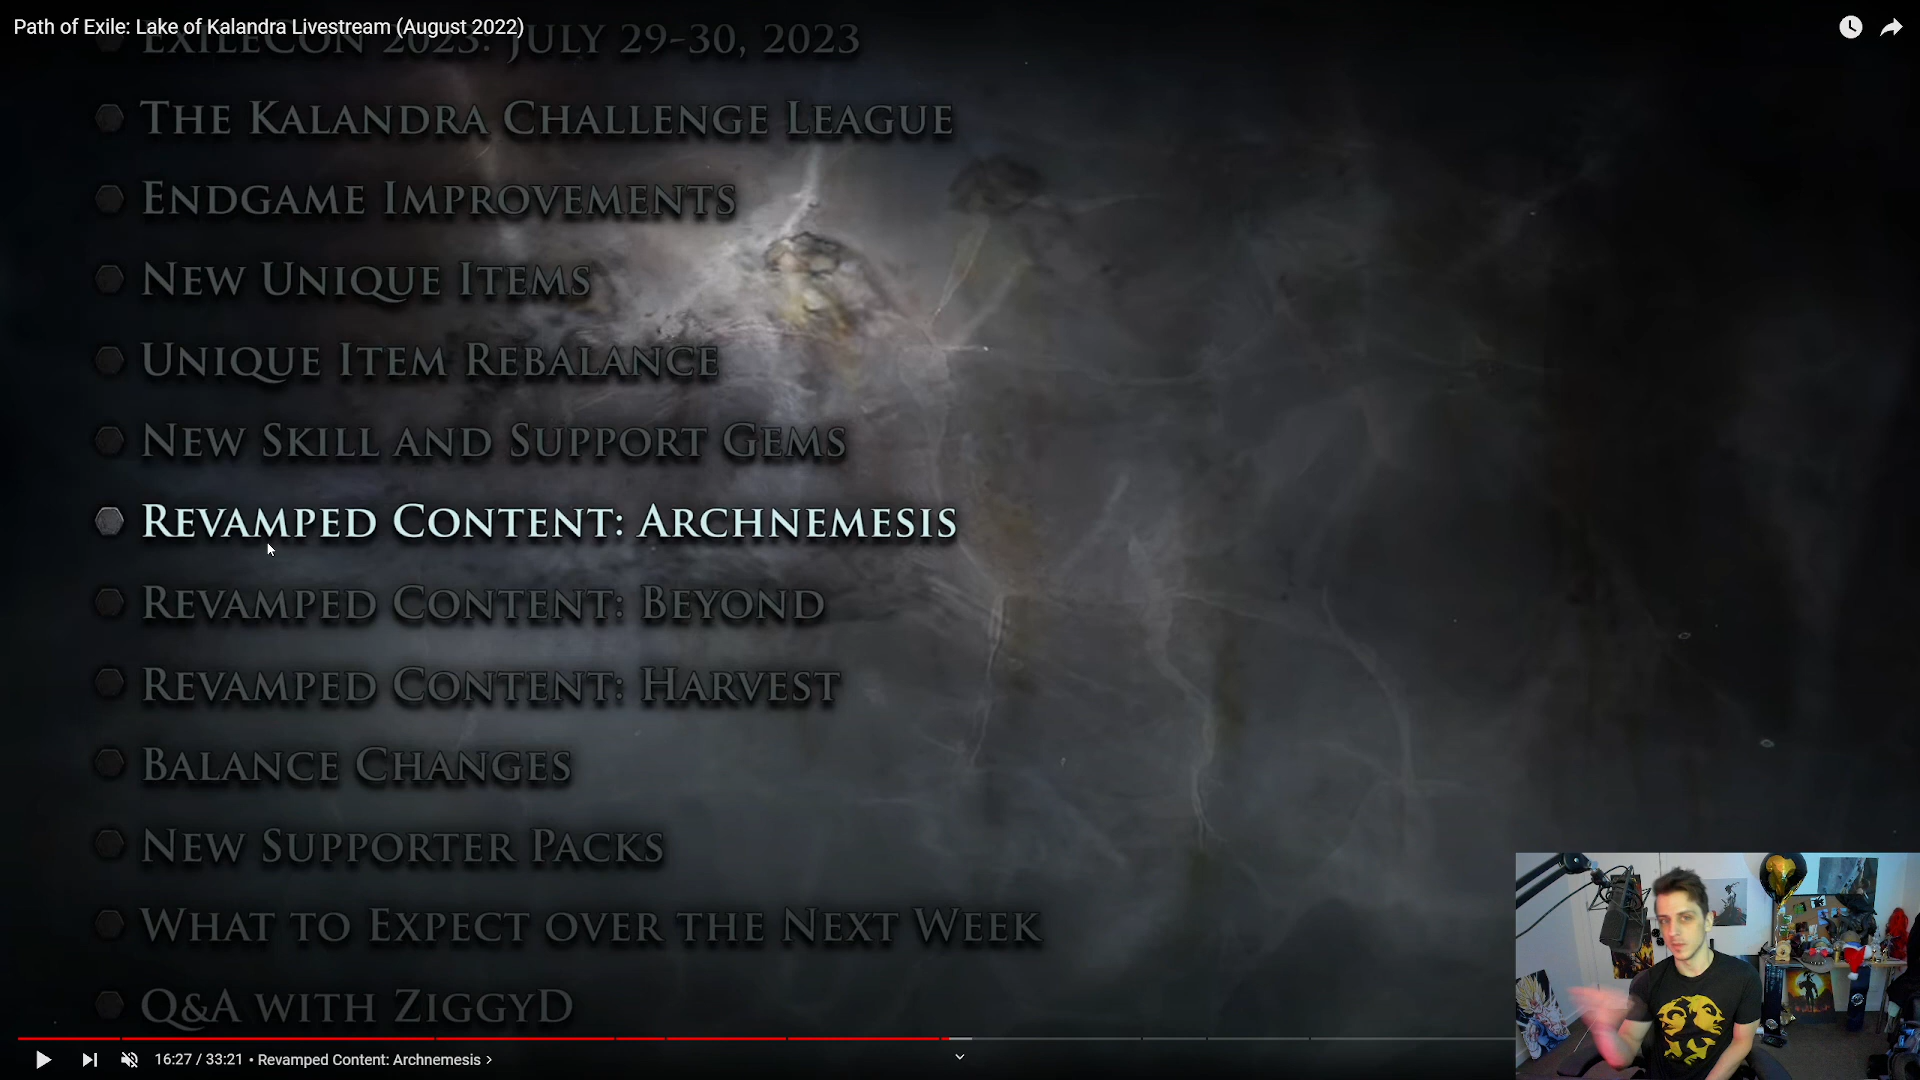 Path of Exile: Lake of Kalandra Livestream (August 2022)
ExileCon 2023: July 29-30, 2023
The Kalandra Challenge League
Endgame Improvements
New Unique Items
Unique Item Rebalance
New Skill and Support Gems
Revamped Content: Archnemesis
Revamped Content: Beyond
Revamped Content: Harvest
Balance Changes
New Supporter Packs
What to Expect over the Next Week
Q&A with ZiggyD
16:27 / 33:21 • Revamped Content: Archnemesis >